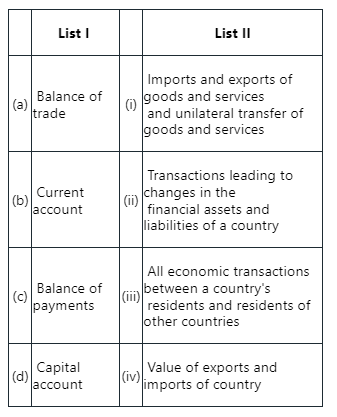 List I List II
(a) Balance of trade (i) Imports and exports of
goods and services
and unilateral transfer of
goods and services
(b) Current account (ii) Transactions leading to
changes in the
financial assets and
liabilities of a country
(c) Balance of payments (iii) All economic transactions
between a country's
residents and residents of
other countries
(d) Capital account (iv) Value of exports and
imports of country